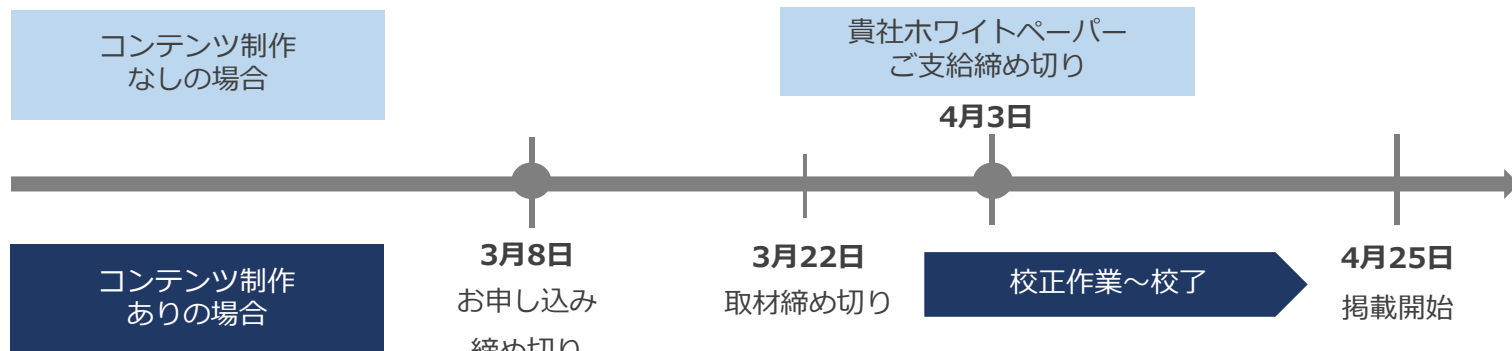 コンテンツ制作
なしの場合
貴社ホワイトペーパー
ご支給締め切り
4月3日
コンテンツ制作
ありの場合
3月8日
お申し込み
締め切り
3月22日
取材締め切り
校正作業～校了
4月25日
掲載開始